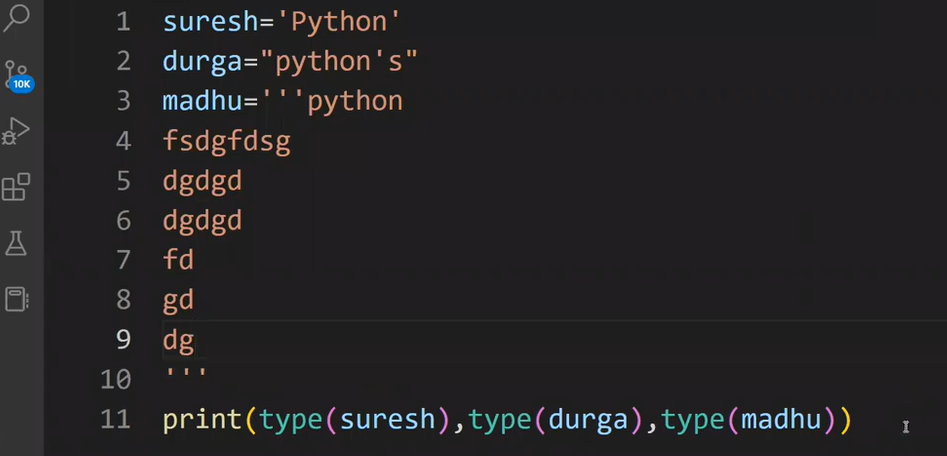 1 suresh='Python'
2 durga="python's"
3 madhu='''python
4 fsdgfdsg
5 dgdgd
6 dgdgd
7 fd
8 gd
9 dg
10 '''
11 print(type(suresh),type(durga),type(madhu))
10K